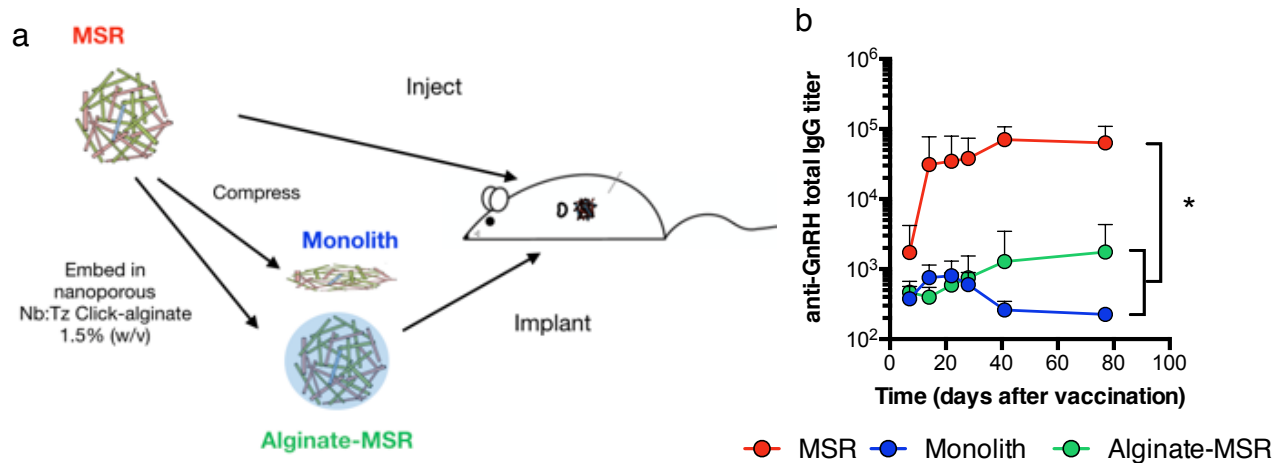 a
MSR
Inject
Compress
Monolith
Embed in
nanoporous
Nb:Tz Click-alginate
1.5% (w/v)
Implant
Alginate-MSR
b
anti-GnRH total IgG titer
10⁶
10⁵
10⁴
10³
10²
0 20 40 60 80 100
Time (days after vaccination)
*
MSR Monolith Alginate-MSR